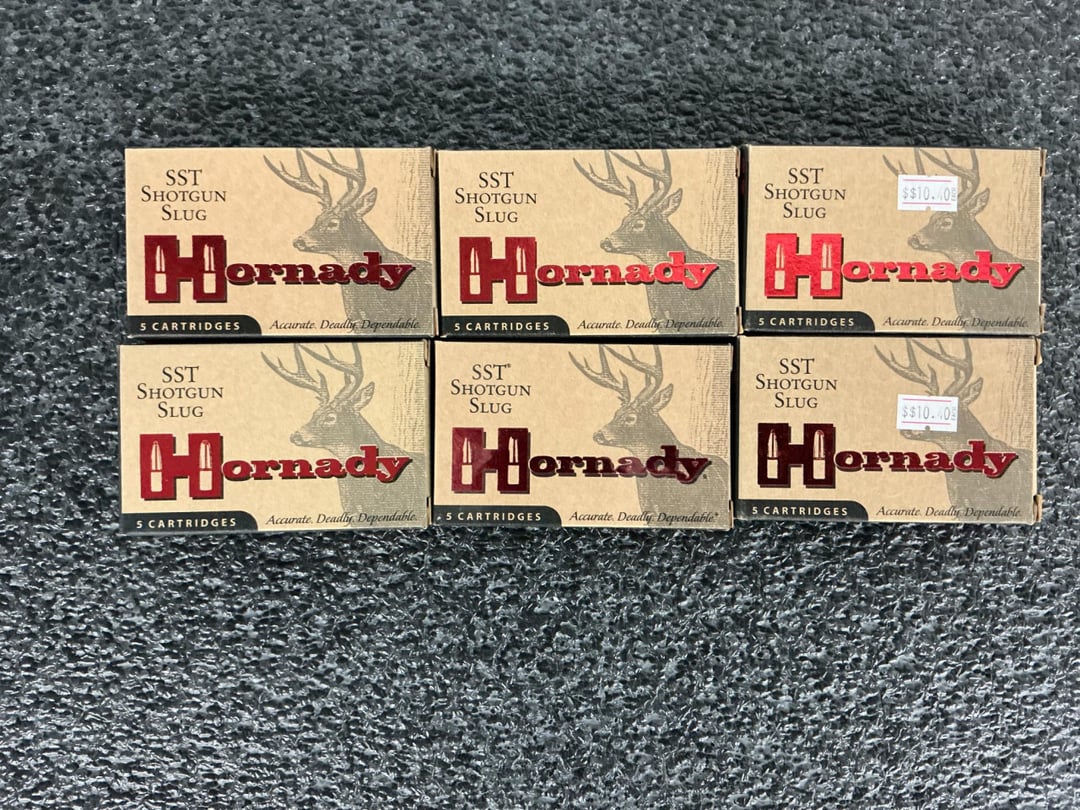 SST
SHOTGUN
SLUG
Hornady
5 CARTRIDGES
Accurate. Deadly. Dependable.
SST
SHOTGUN
SLUG
Hornady
5 CARTRIDGES
Accurate. Deadly. Dependable.
SST
SHOTGUN
SLUG
$$10.40
Hornady
5 CARTRIDGES
Accurate. Deadly. Dependable.
SST
SHOTGUN
SLUG
Hornady
5 CARTRIDGES
Accurate. Deadly. Dependable.
SST®
SHOTGUN
SLUG
Hornady
5 CARTRIDGES
Accurate. Deadly. Dependable.®
SST
SHOTGUN
SLUG
$$10.40
Hornady
5 CARTRIDGES
Accurate. Deadly. Dependable.